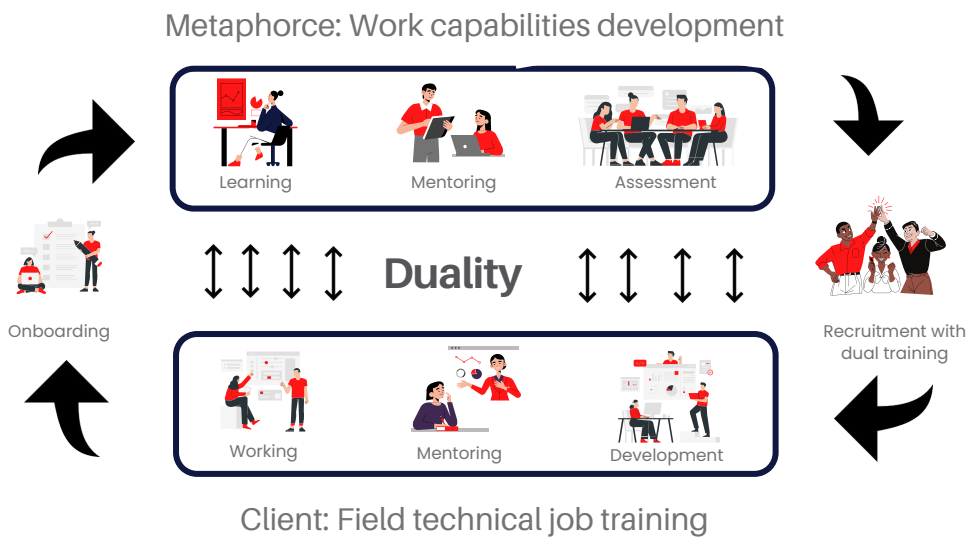 Metaphorce: Work capabilities development
Learning
Mentoring
Assessment
Duality
Onboarding
Recruitment with
dual training
Working
Mentoring
Development
Client: Field technical job training